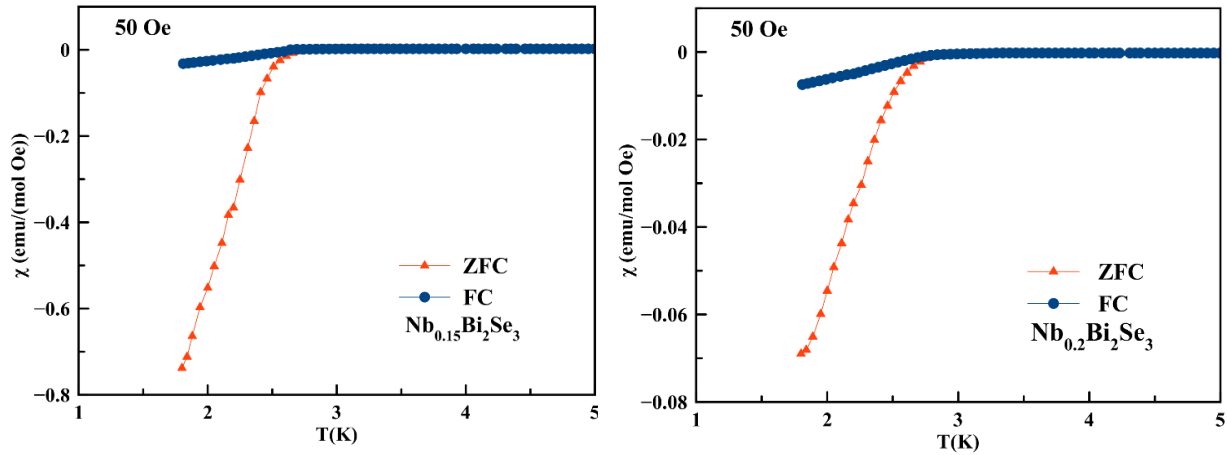 50 Oe
0
−0.2
−0.4
−0.6
−0.8
χ (emu/(mol Oe))
ZFC
FC
Nb0.15Bi2Se3
1 2 3 4 5
T(K)
50 Oe
0
−0.02
−0.04
−0.06
−0.08
χ (emu/mol Oe)
ZFC
FC
Nb0.2Bi2Se3
1 2 3 4 5
T(K)